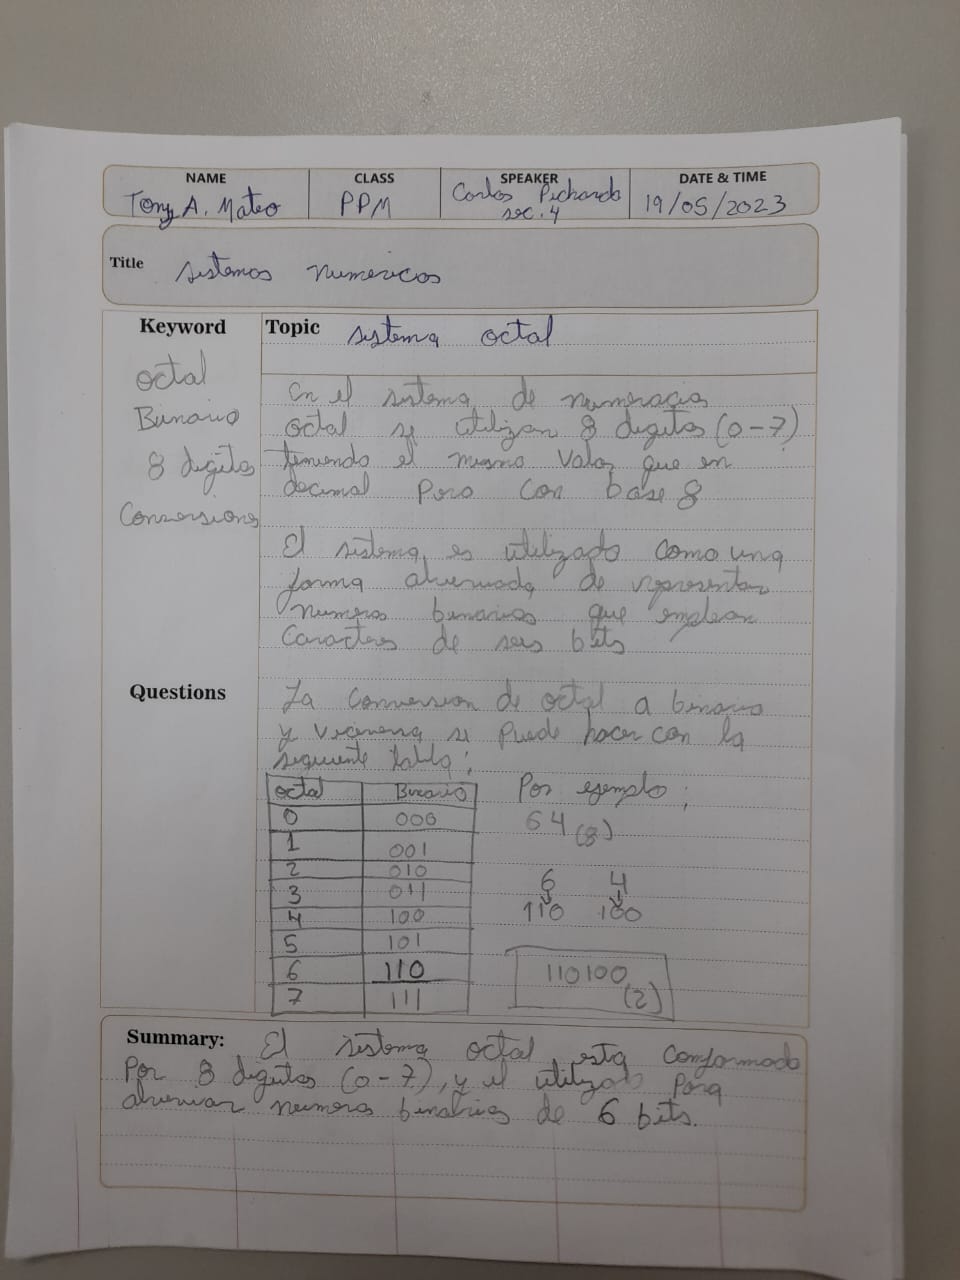 NAME CLASS SPEAKER DATE & TIME
Tony A. Mateo PPM Carlos Pichardo 19/05/2023
sec. 4
Title sistemas numericos
Keyword Topic sistema octal
octal
Binario
8 digitos
Conversiones
En el sistema de numeracion
octal se utilizan 8 digitos (0-7)
teniendo el mismo valor que en
decimal pero con base 8
El sistema es utilizado como una
forma abreviada de representar
numeros binarios que emplean
caracteres de seis bits
Questions
La conversion de octal a binario
y viceversa se puede hacer con la
siguiente tabla:
octal Binario
0 000
1 001
2 010
3 011
4 100
5 101
6 110
7 111
Por ejemplo;
64 (8)
6 4
110 100
110100 (2)
Summary: El sistema octal esta conformado
Por 8 digitos (0-7), y el utilizado para
abreviar numeros binarios de 6 bits.